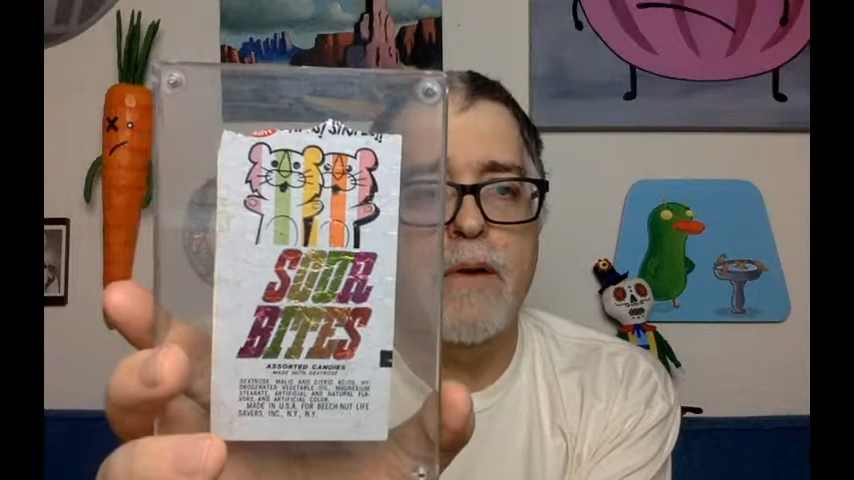 SOUR
BITES
ASSORTED CANDIES
MADE WITH DEXTROSE
DEXTROSE, MALIC AND CITRIC ACIDS, HY-
DROGENATED VEGETABLE OIL, MAGNESIUM
STEARATE, ARTIFICIAL AND NATURAL FLA-
VORS, AND ARTIFICIAL COLOR.
MADE IN U.S.A. FOR BEECH-NUT LIFE
SAVERS, INC., N.Y., N.Y.